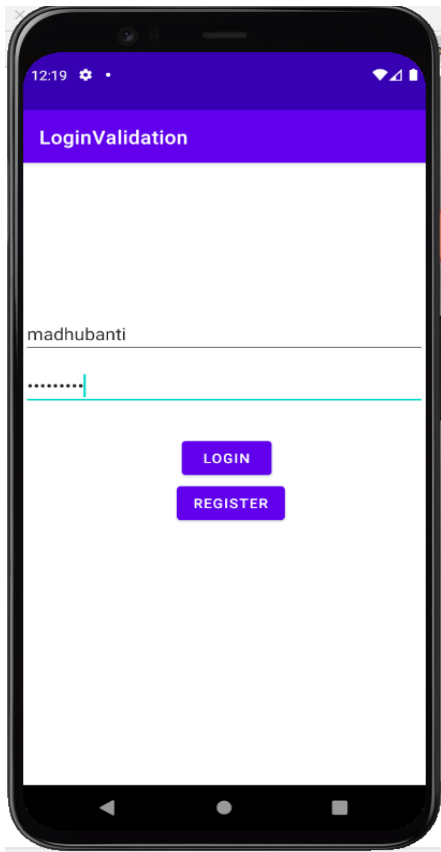 12:19
LoginValidation
madhubanti
•••••••••
LOGIN
REGISTER